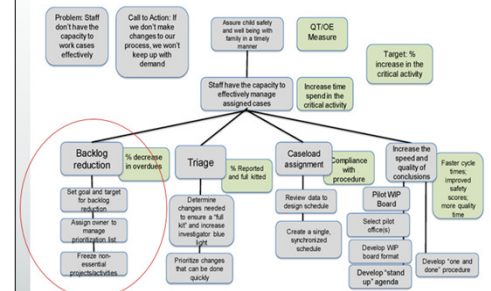 Problem: Staff
don't have the
capacity to
work cases
effectively
Call to Action: If
we don't make
changes to our
process, we won't
keep up with
demand
Assure child safety
and well being with
family in a timely
manner
QT/OE
Measure
Target: %
increase in the
critical activity
Staff have the capacity to
effectively manage
assigned cases
Increase time
spend in the
critical activity
Backlog
reduction
% decrease
in overdues
Set goal and target
for backlog
reduction
Assign owner to
manage
prioritization list
Freeze non-
essential
projects/activities
Triage
% Reported
and full kitted
Determine
changes needed
to ensure a "full
kit" and increase
investigator blue
light
Prioritize changes
that can be done
quickly
Caseload
assignment
Compliance
with
procedure
Review data to
design schedule
Create a single,
synchronized
schedule
Increase the
speed and
quality of
conclusions
Faster cycle
times;
improved
safety
scores;
more quality
time
Pilot WIP
Board
Select pilot
office(s)
Develop WIP
board format
Develop "stand
up" agenda
Develop "one and
done" procedure